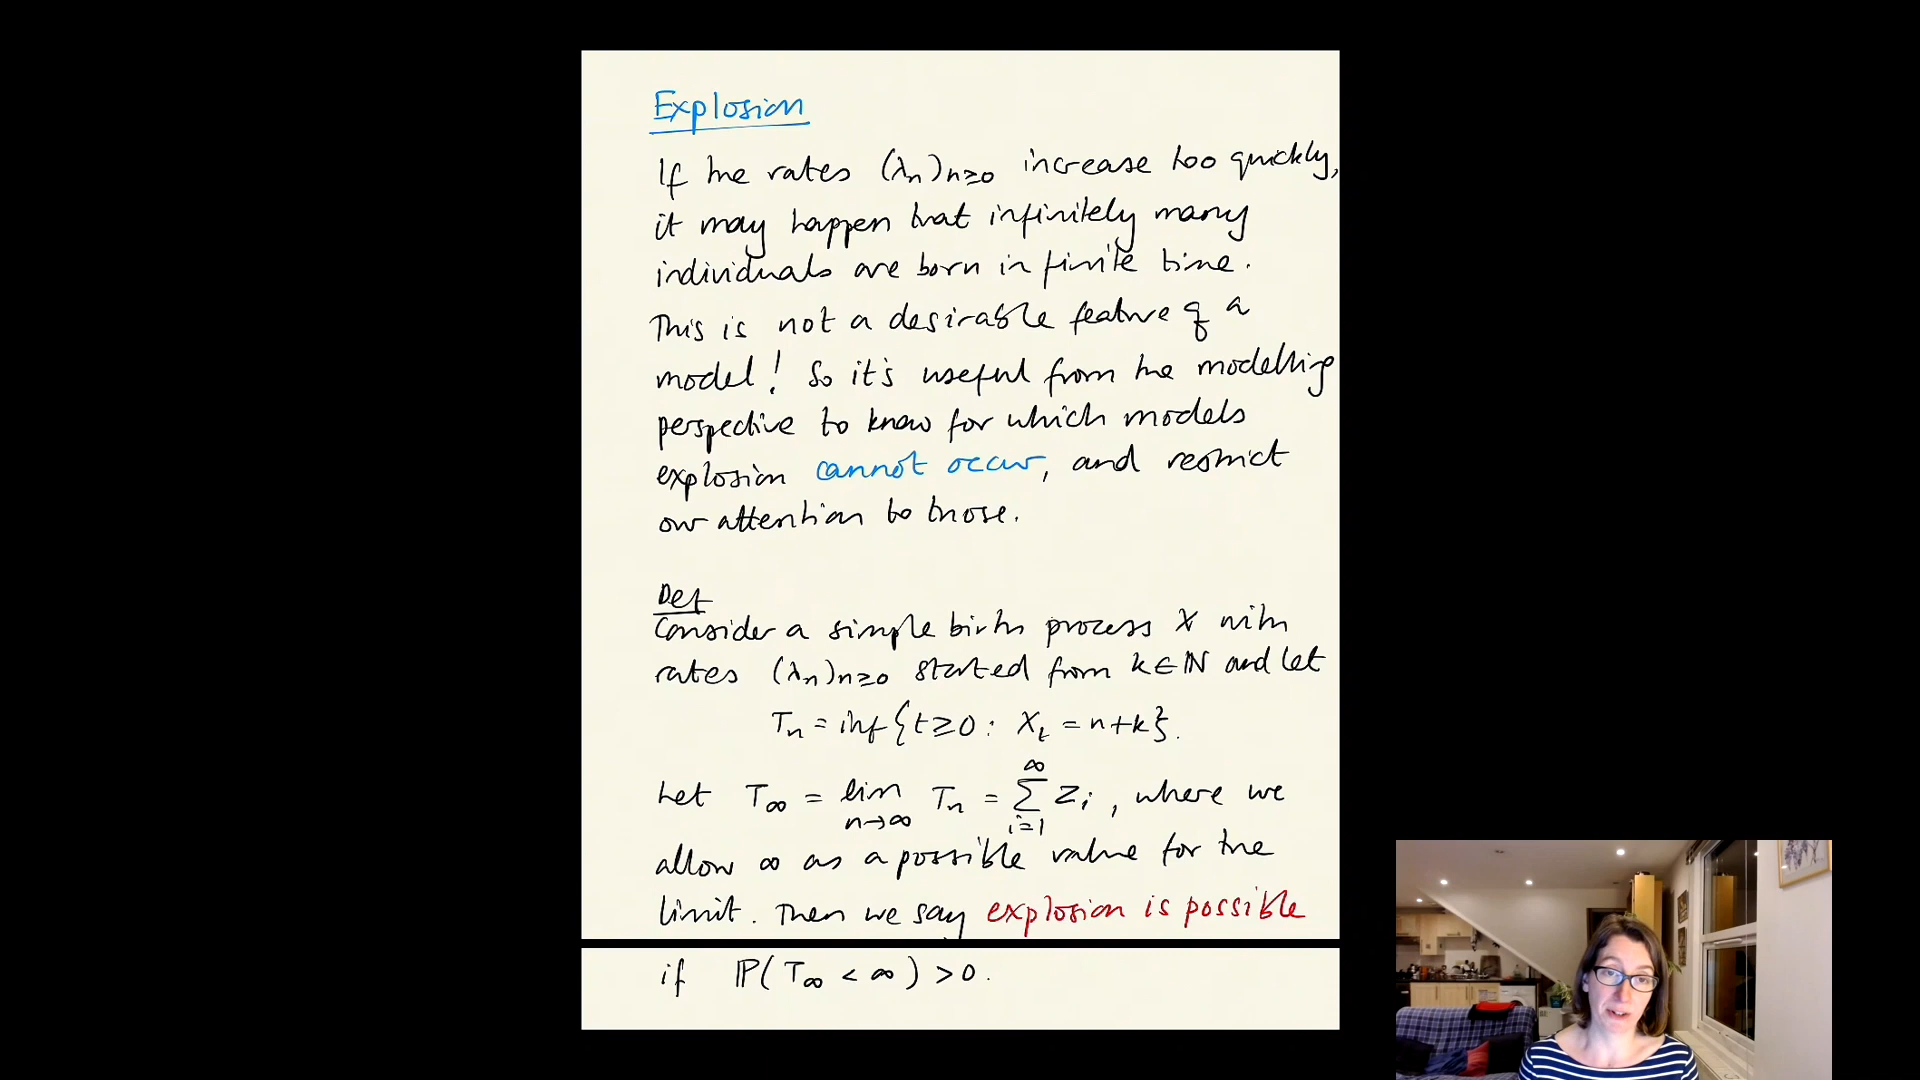 Explosion
If the rates (λn)n≥0 increase too quickly,
it may happen that infinitely many
individuals are born in finite time.
This is not a desirable feature of a
model! So it's useful from the modelling
perspective to know for which models
explosion cannot occur, and restrict
our attention to those.
Def
Consider a simple birth process X with
rates (λn)n≥0 started from k∈ℕ and let
Tn = inf{t≥0: Xt = n+k}.
Let T∞ = lim n→∞ Tn = ∑ i=1 ∞ Zi, where we
allow ∞ as a possible value for the
limit. Then we say explosion is possible
if ℙ(T∞ < ∞) > 0.